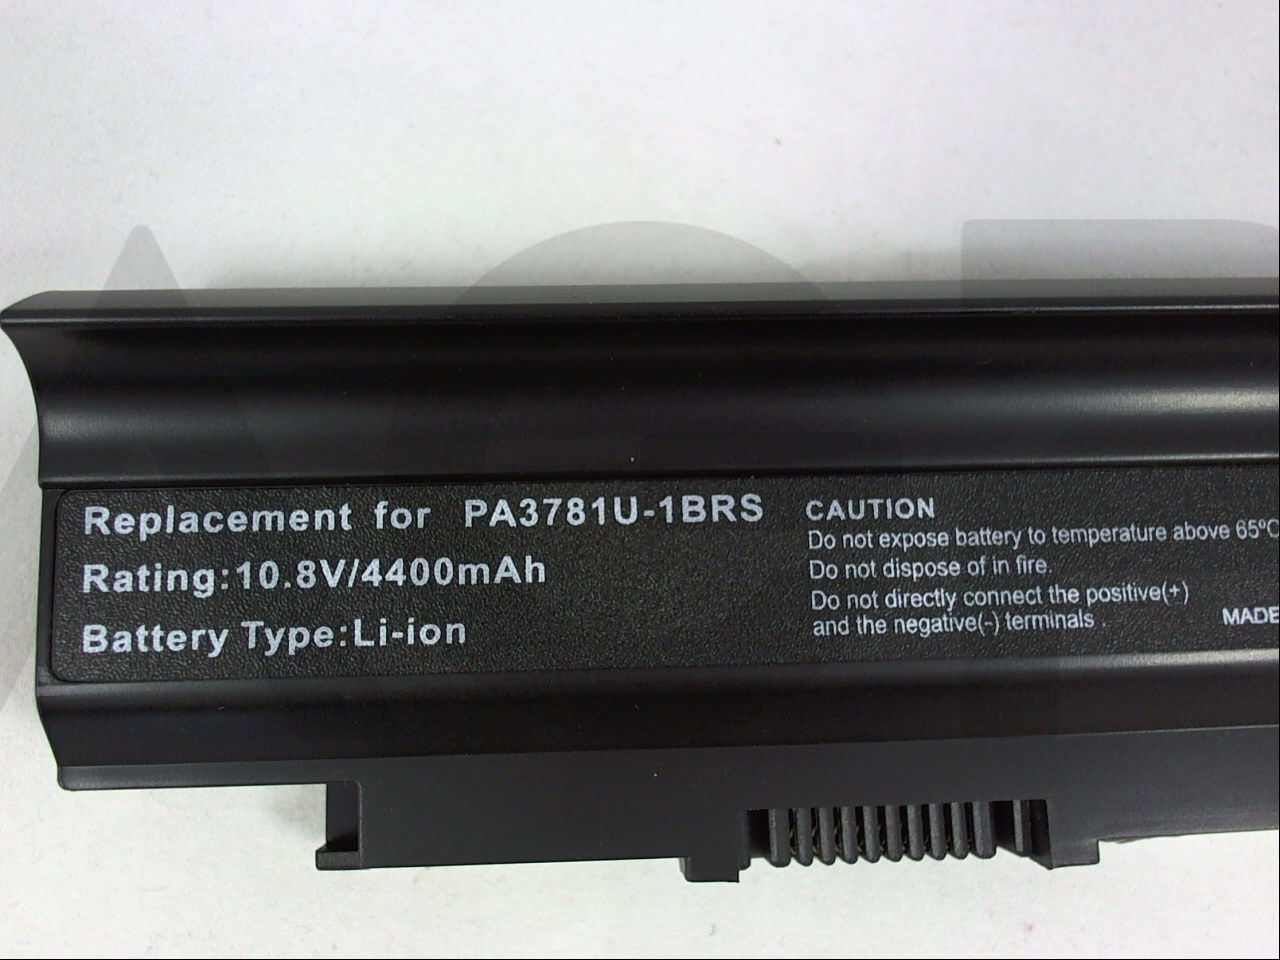 Replacement for PA3781U-1BRS
Rating:10.8V/4400mAh
Battery Type:Li-ion
CAUTION
Do not expose battery to temperature above 65ºC
Do not dispose of in fire.
Do not directly connect the positive(+)
and the negative(-) terminals .
MADE